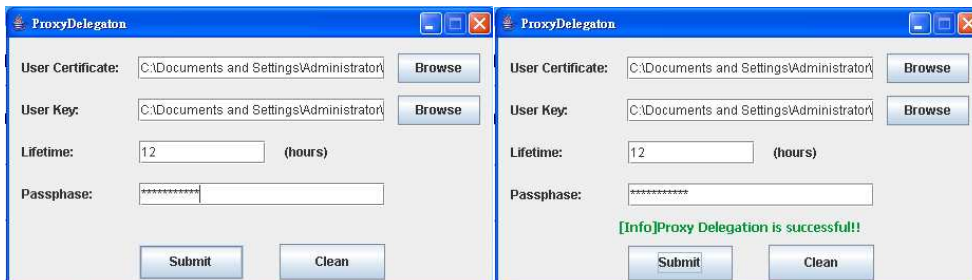 ProxyDelegaton
User Certificate: C:\Documents and Settings\Administrator\ Browse
User Key: C:\Documents and Settings\Administrator\ Browse
Lifetime: 12 (hours)
Passphase: ***********
Submit Clean
ProxyDelegaton
User Certificate: C:\Documents and Settings\Administrator\ Browse
User Key: C:\Documents and Settings\Administrator\ Browse
Lifetime: 12 (hours)
Passphase: ***********
[Info]Proxy Delegation is successful!!
Submit Clean